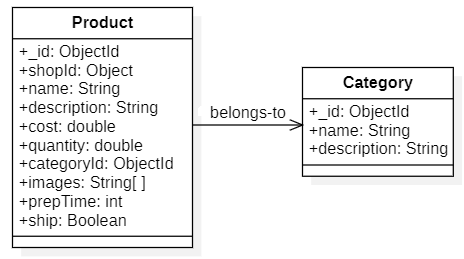 Product
+_id: ObjectId
+shopId: Object
+name: String
+description: String
+cost: double
+quantity: double
+categoryId: ObjectId
+images: String[ ]
+prepTime: int
+ship: Boolean
belongs-to
Category
+_id: ObjectId
+name: String
+description: String